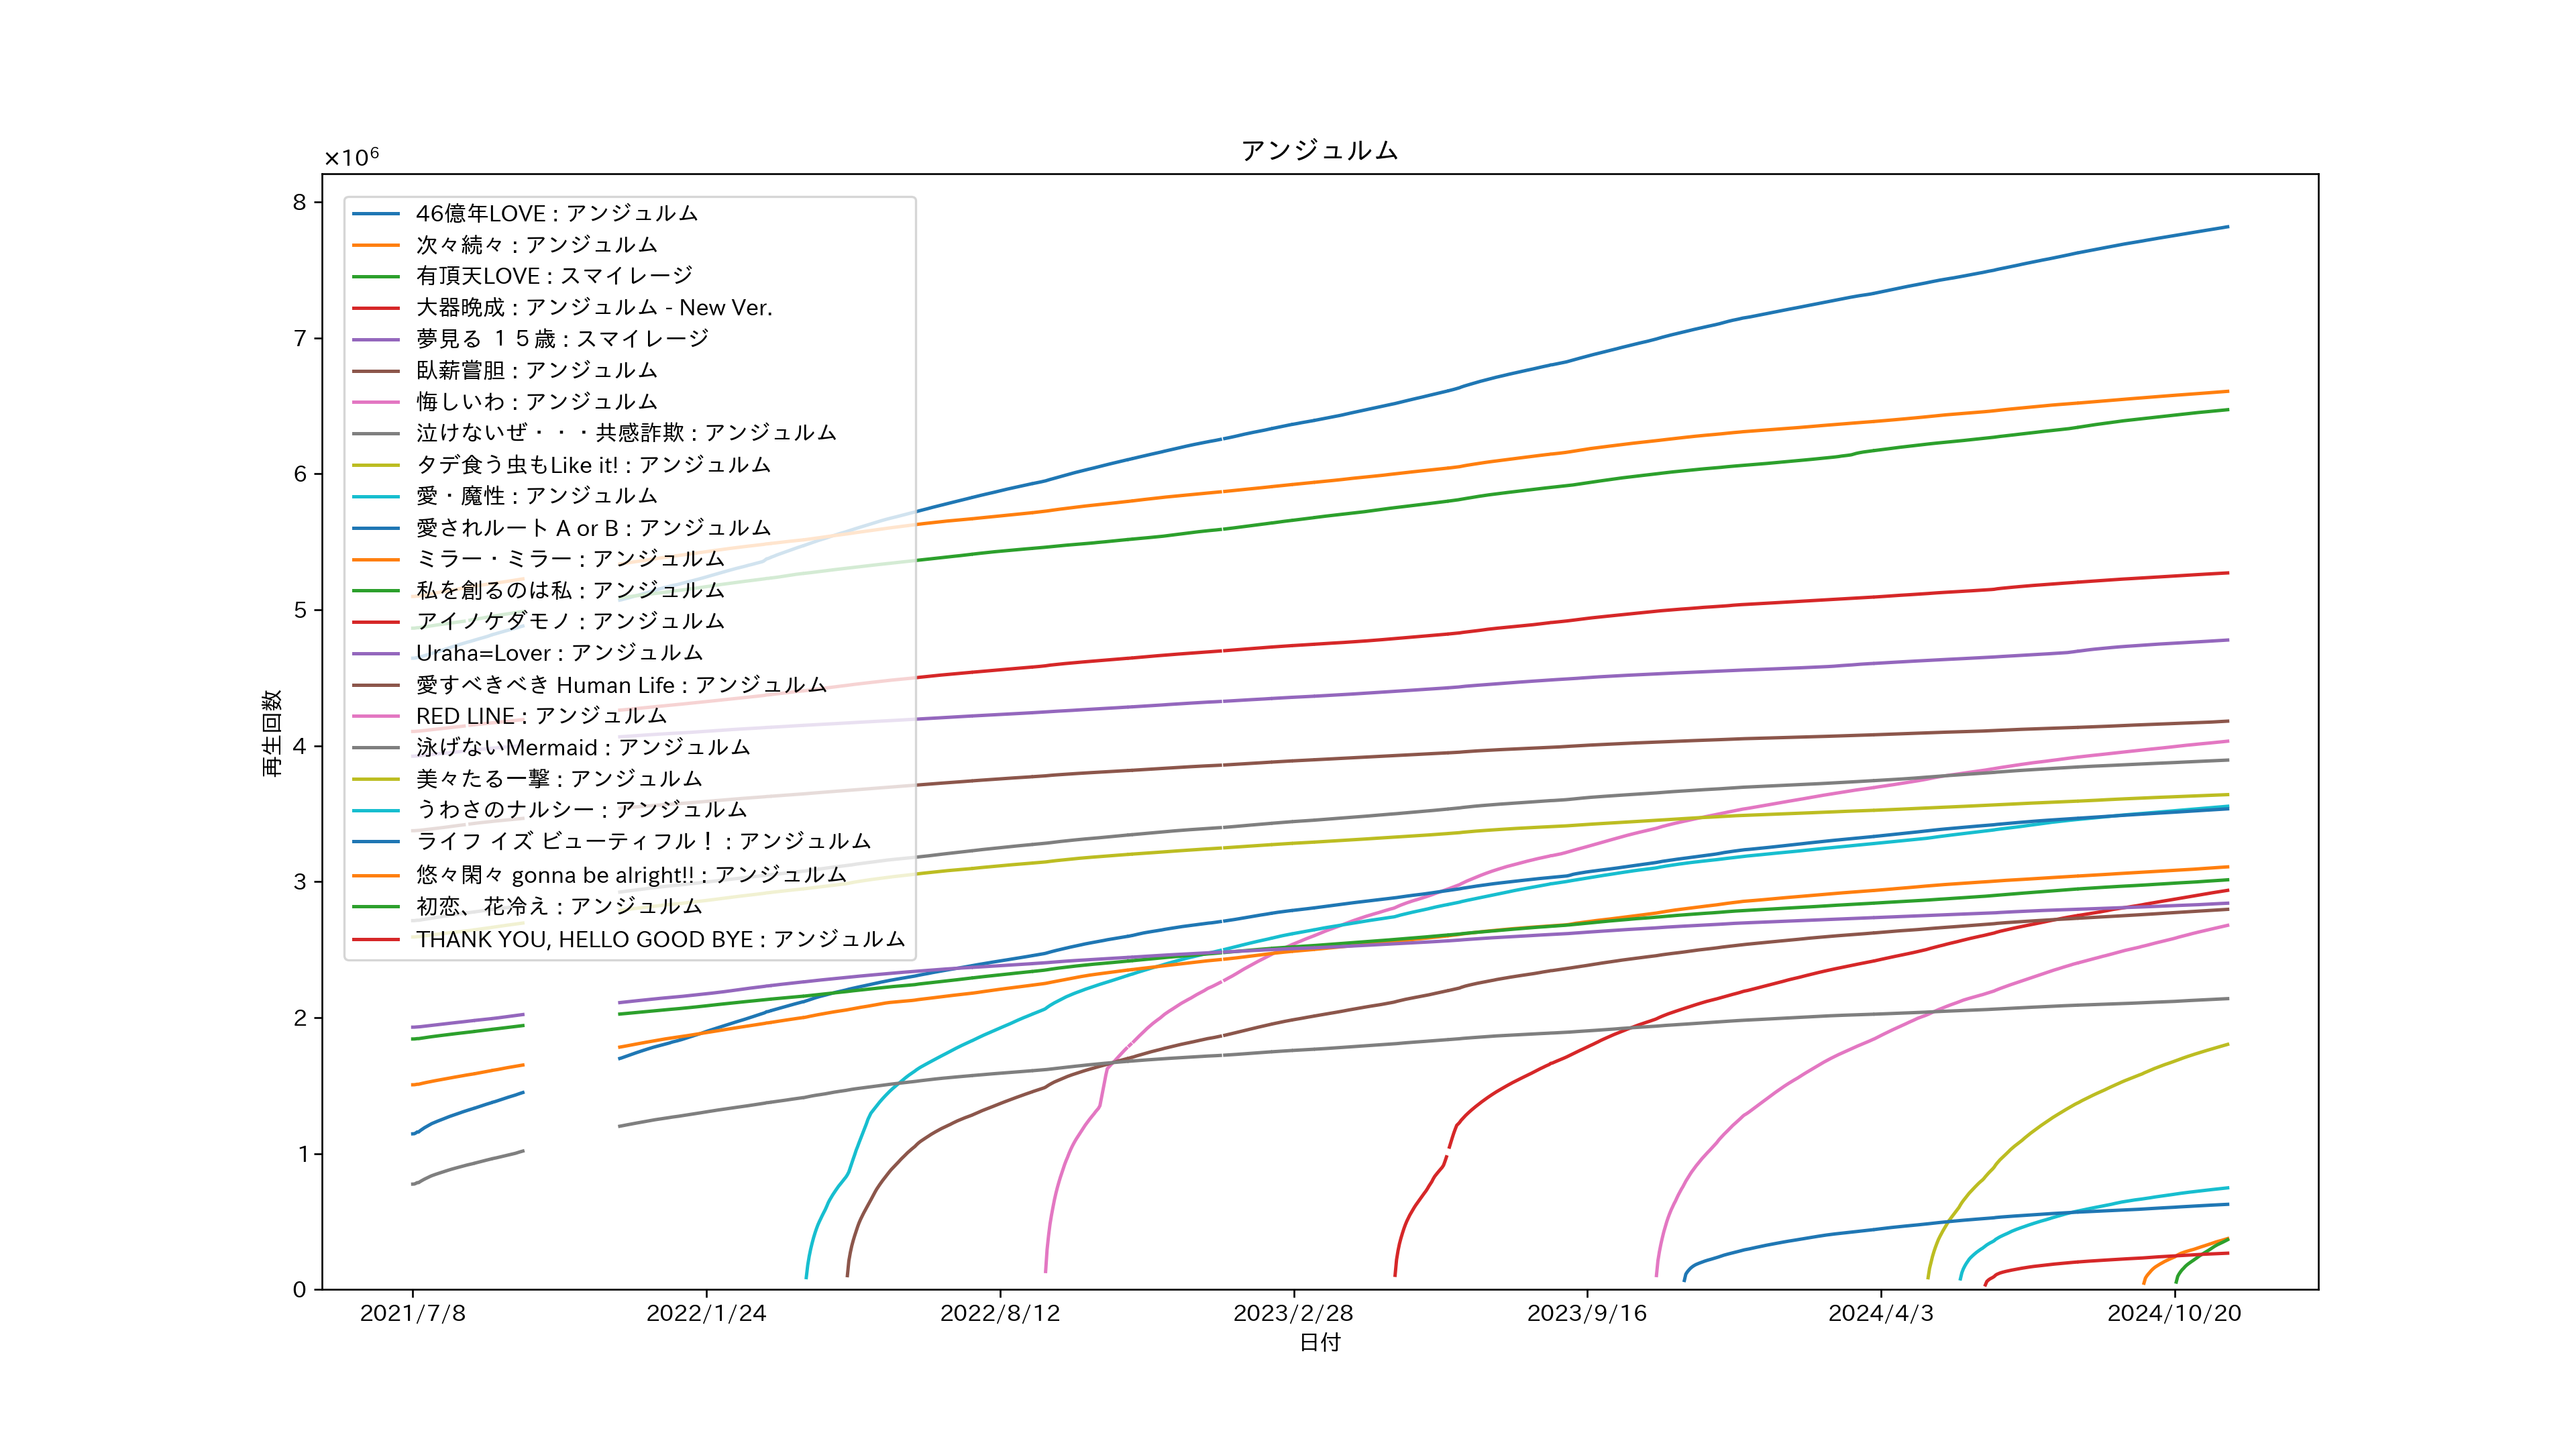 アンジュルム
×10⁶
8
7
6
5
4
3
2
1
0
再生回数
46億年LOVE : アンジュルム
次々続々 : アンジュルム
有頂天LOVE : スマイレージ
大器晩成 : アンジュルム - New Ver.
夢見る １５歳 : スマイレージ
臥薪嘗胆 : アンジュルム
悔しいわ : アンジュルム
泣けないぜ・・・共感詐欺 : アンジュルム
タデ食う虫もLike it! : アンジュルム
愛・魔性 : アンジュルム
愛されルート A or B : アンジュルム
ミラー・ミラー : アンジュルム
私を創るのは私 : アンジュルム
アイノケダモノ : アンジュルム
Uraha=Lover : アンジュルム
愛すべきべき Human Life : アンジュルム
RED LINE : アンジュルム
泳げないMermaid : アンジュルム
美々たる一撃 : アンジュルム
うわさのナルシー : アンジュルム
ライフ イズ ビューティフル！ : アンジュルム
悠々閑々 gonna be alright!! : アンジュルム
初恋、花冷え : アンジュルム
THANK YOU, HELLO GOOD BYE : アンジュルム
2021/7/8
2022/1/24
2022/8/12
2023/2/28
2023/9/16
2024/4/3
2024/10/20
日付